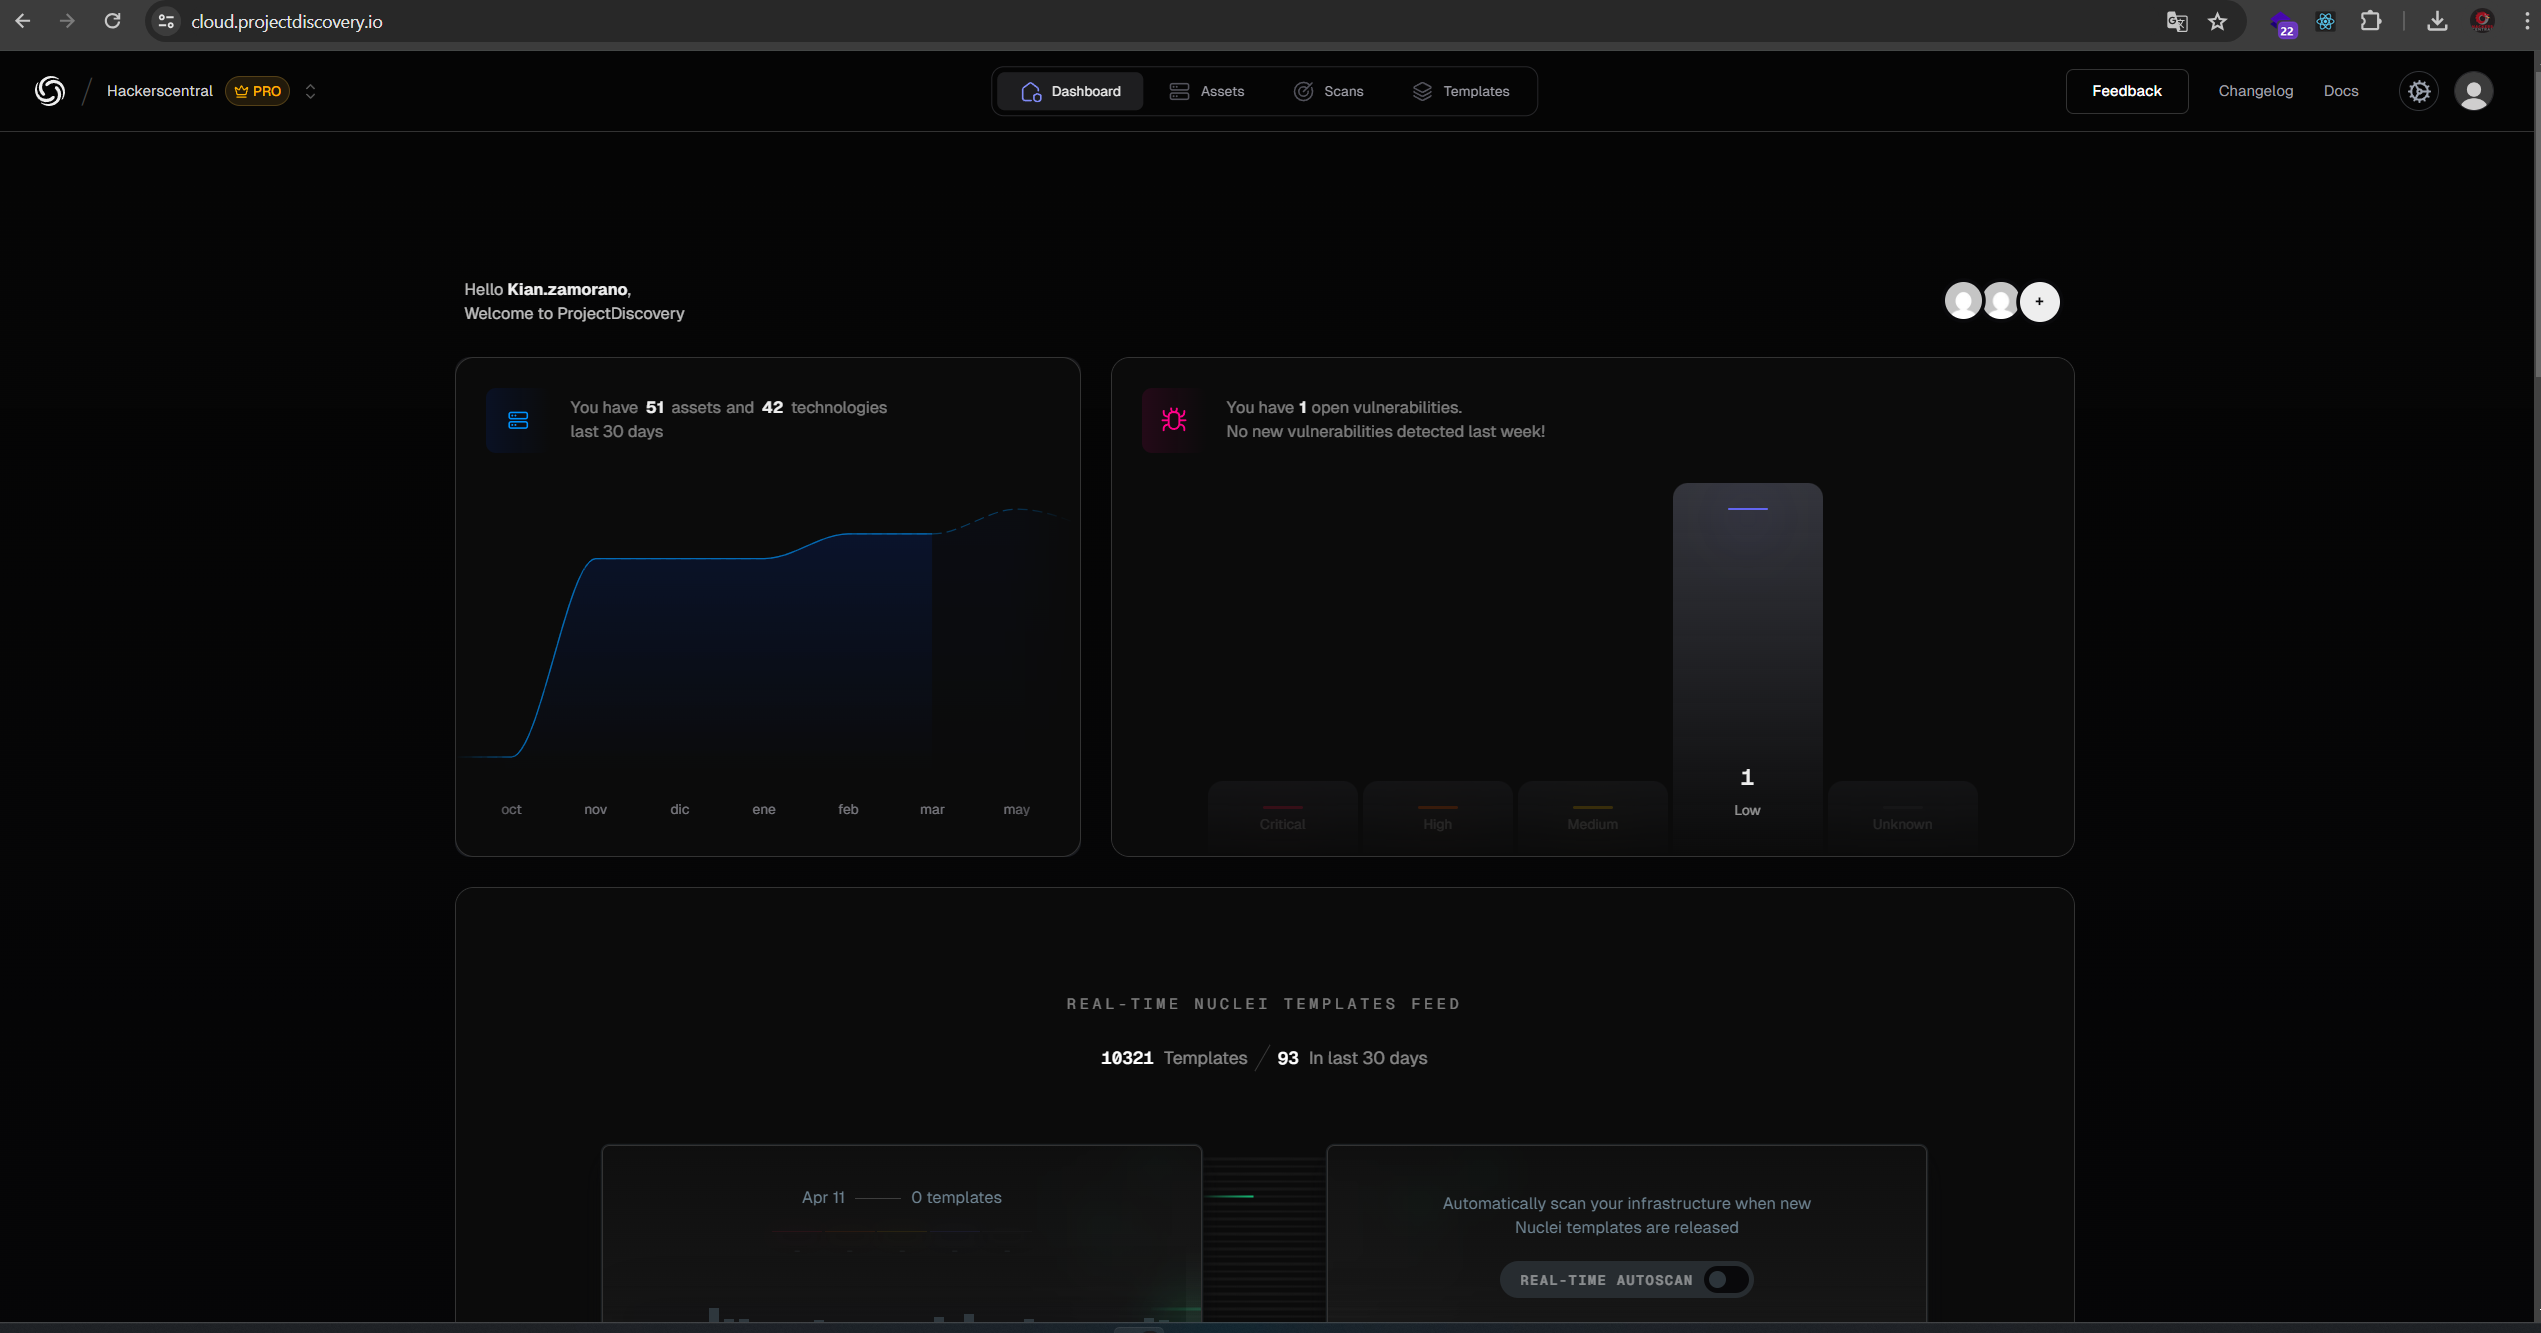 cloud.projectdiscovery.io
22
Hackerscentral
PRO
Dashboard
Assets
Scans
Templates
Feedback
Changelog
Docs
Hello Kian.zamorano,
Welcome to ProjectDiscovery
+
You have 51 assets and 42 technologies
last 30 days
oct nov dic ene feb mar may
You have 1 open vulnerabilities.
No new vulnerabilities detected last week!
1
Critical High Medium Low Unknown
REAL-TIME NUCLEI TEMPLATES FEED
10321 Templates / 93 In last 30 days
Apr 11 0 templates
Automatically scan your infrastructure when new
Nuclei templates are released
REAL-TIME AUTOSCAN